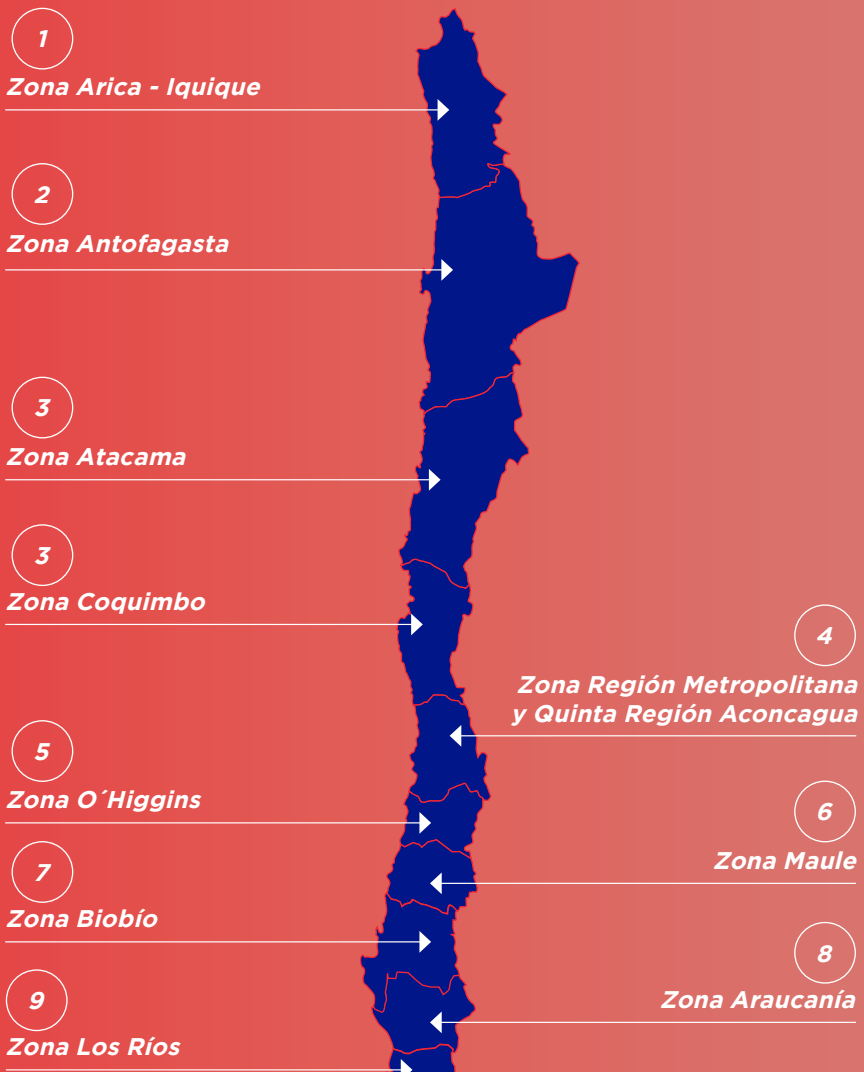 1
Zona Arica - Iquique
2
Zona Antofagasta
3
Zona Atacama
3
Zona Coquimbo
4
Zona Región Metropolitana
y Quinta Región Aconcagua
5
Zona O´Higgins
6
Zona Maule
7
Zona Biobío
8
Zona Araucanía
9
Zona Los Ríos